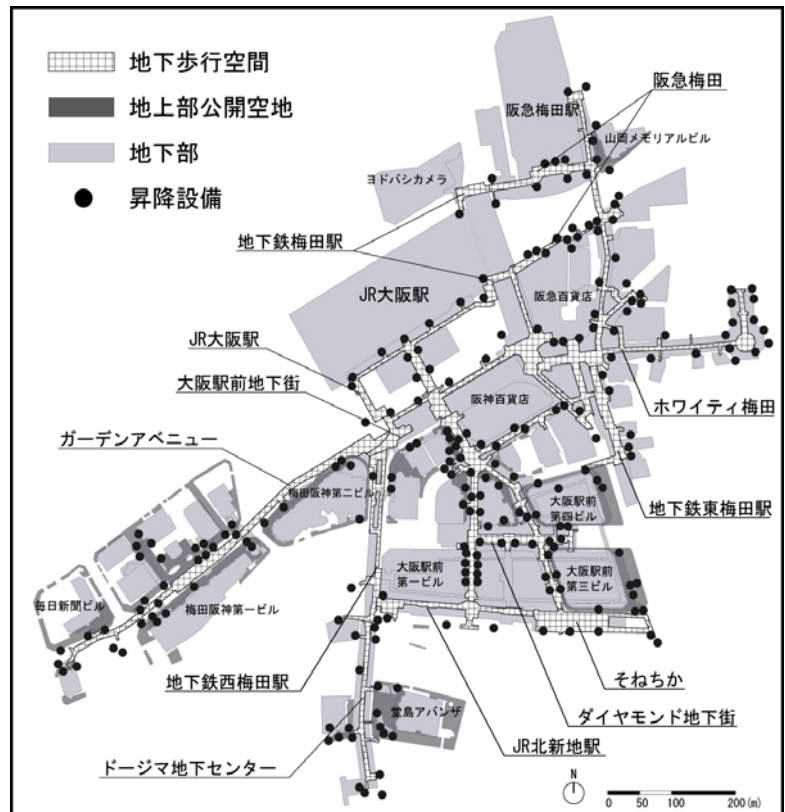 地下歩行空間
地上部公開空地
地下部
昇降設備
阪急梅田
阪急梅田駅
山岡メモリアルビル
ヨドバシカメラ
地下鉄梅田駅
JR大阪駅
阪急百貨店
JR大阪駅
大阪駅前地下街
阪神百貨店
ホワイティ梅田
ガーデンアベニュー
梅田阪神第二ビル
大阪駅前
第四ビル
地下鉄東梅田駅
大阪駅前
第一ビル
大阪駅前
第三ビル
毎日新聞ビル
梅田阪神第一ビル
地下鉄西梅田駅
そねちか
堂島アバンザ
ダイヤモンド地下街
JR北新地駅
ドージマ地下センター
N
0 50 100 200(m)